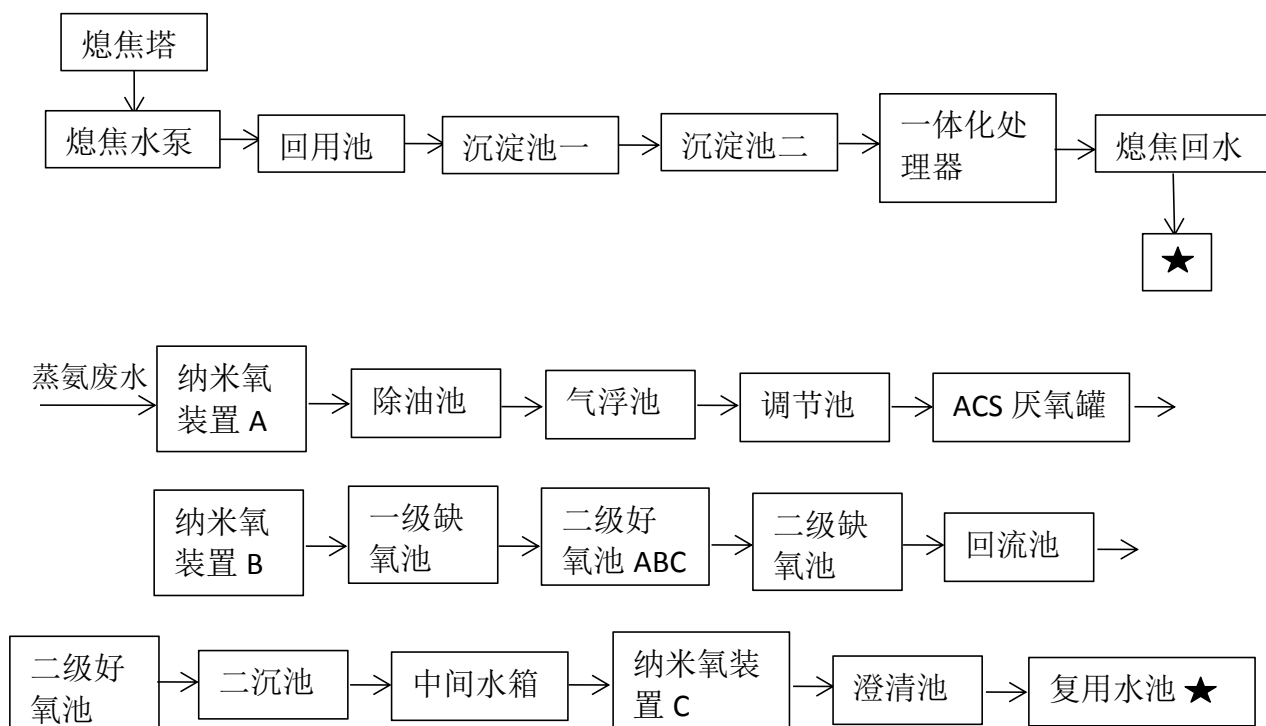 熄焦塔
熄焦水泵
回用池
沉淀池一
沉淀池二
一体化处
理器
熄焦回水
★
蒸氨废水
纳米氧
装置 A
除油池
气浮池
调节池
ACS 厌氧罐
纳米氧
装置 B
一级缺
氧池
二级好
氧池 ABC
二级缺
氧池
回流池
二级好
氧池
二沉池
中间水箱
纳米氧装
置 C
澄清池
复用水池 ★